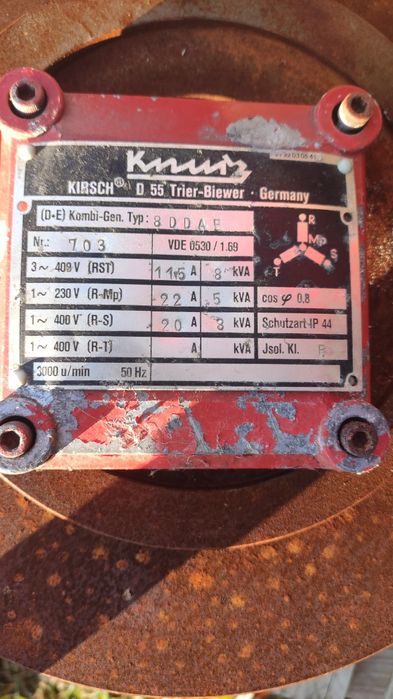 Knurz
KIRSCH® D 55 Trier-Biewer · Germany
(D-E) Kombi-Gen. Typ: 8DDAE
Nr.: 703 VDE 0530 / 1.69
3~ 400V (RST) 11,5 A 8 kVA
1~ 230 V (R-Mp) 22 A 5 kVA cos φ 0,8
1~ 400 V (R-S) 20 A 8 kVA Schutzart IP 44
1~ 400 V (R-T) A kVA Jsol. Kl.
3000 u/min 50 Hz
R
Mp
S
T